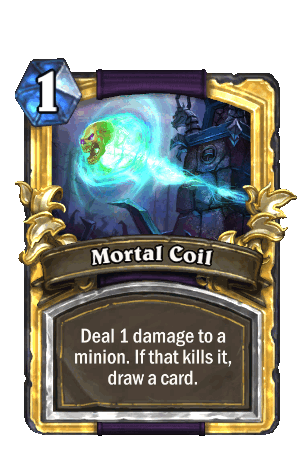 1
Mortal Coil
Deal 1 damage to a
minion. If that kills it,
draw a card.